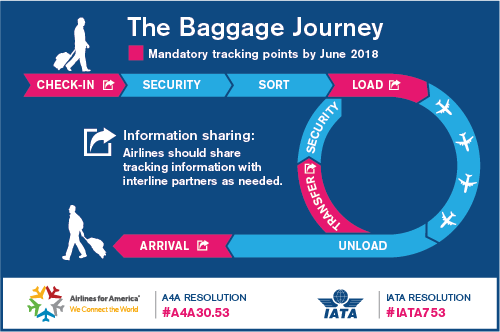 The Baggage Journey
Mandatory tracking points by June 2018
CHECK-IN
SECURITY
SORT
LOAD
SECURITY
TRANSFER
Information sharing:
Airlines should share
tracking information with
interline partners as needed.
ARRIVAL
UNLOAD
Airlines for America®
We Connect the World
A4A RESOLUTION
#A4A30.53
IATA
IATA RESOLUTION
#IATA753